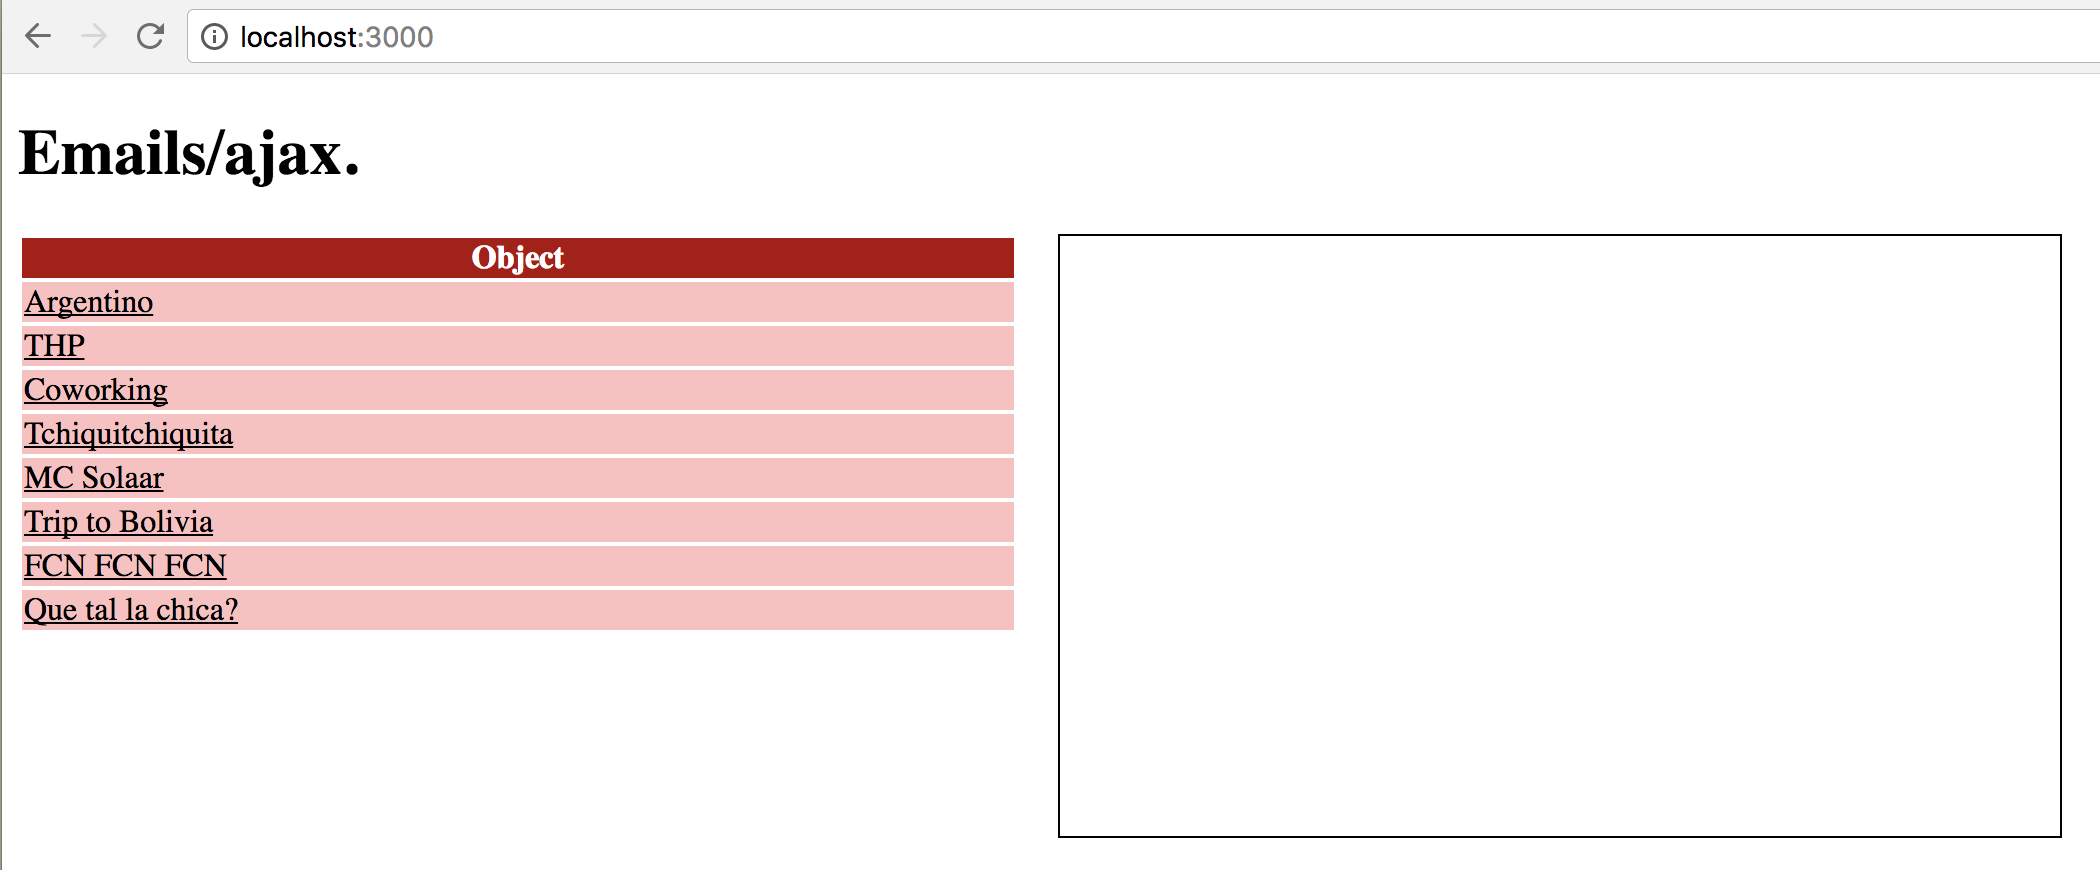 localhost:3000
Emails/ajax.
Object
Argentino
THP
Coworking
Tchiquitchiquita
MC Solaar
Trip to Bolivia
FCN FCN FCN
Que tal la chica?